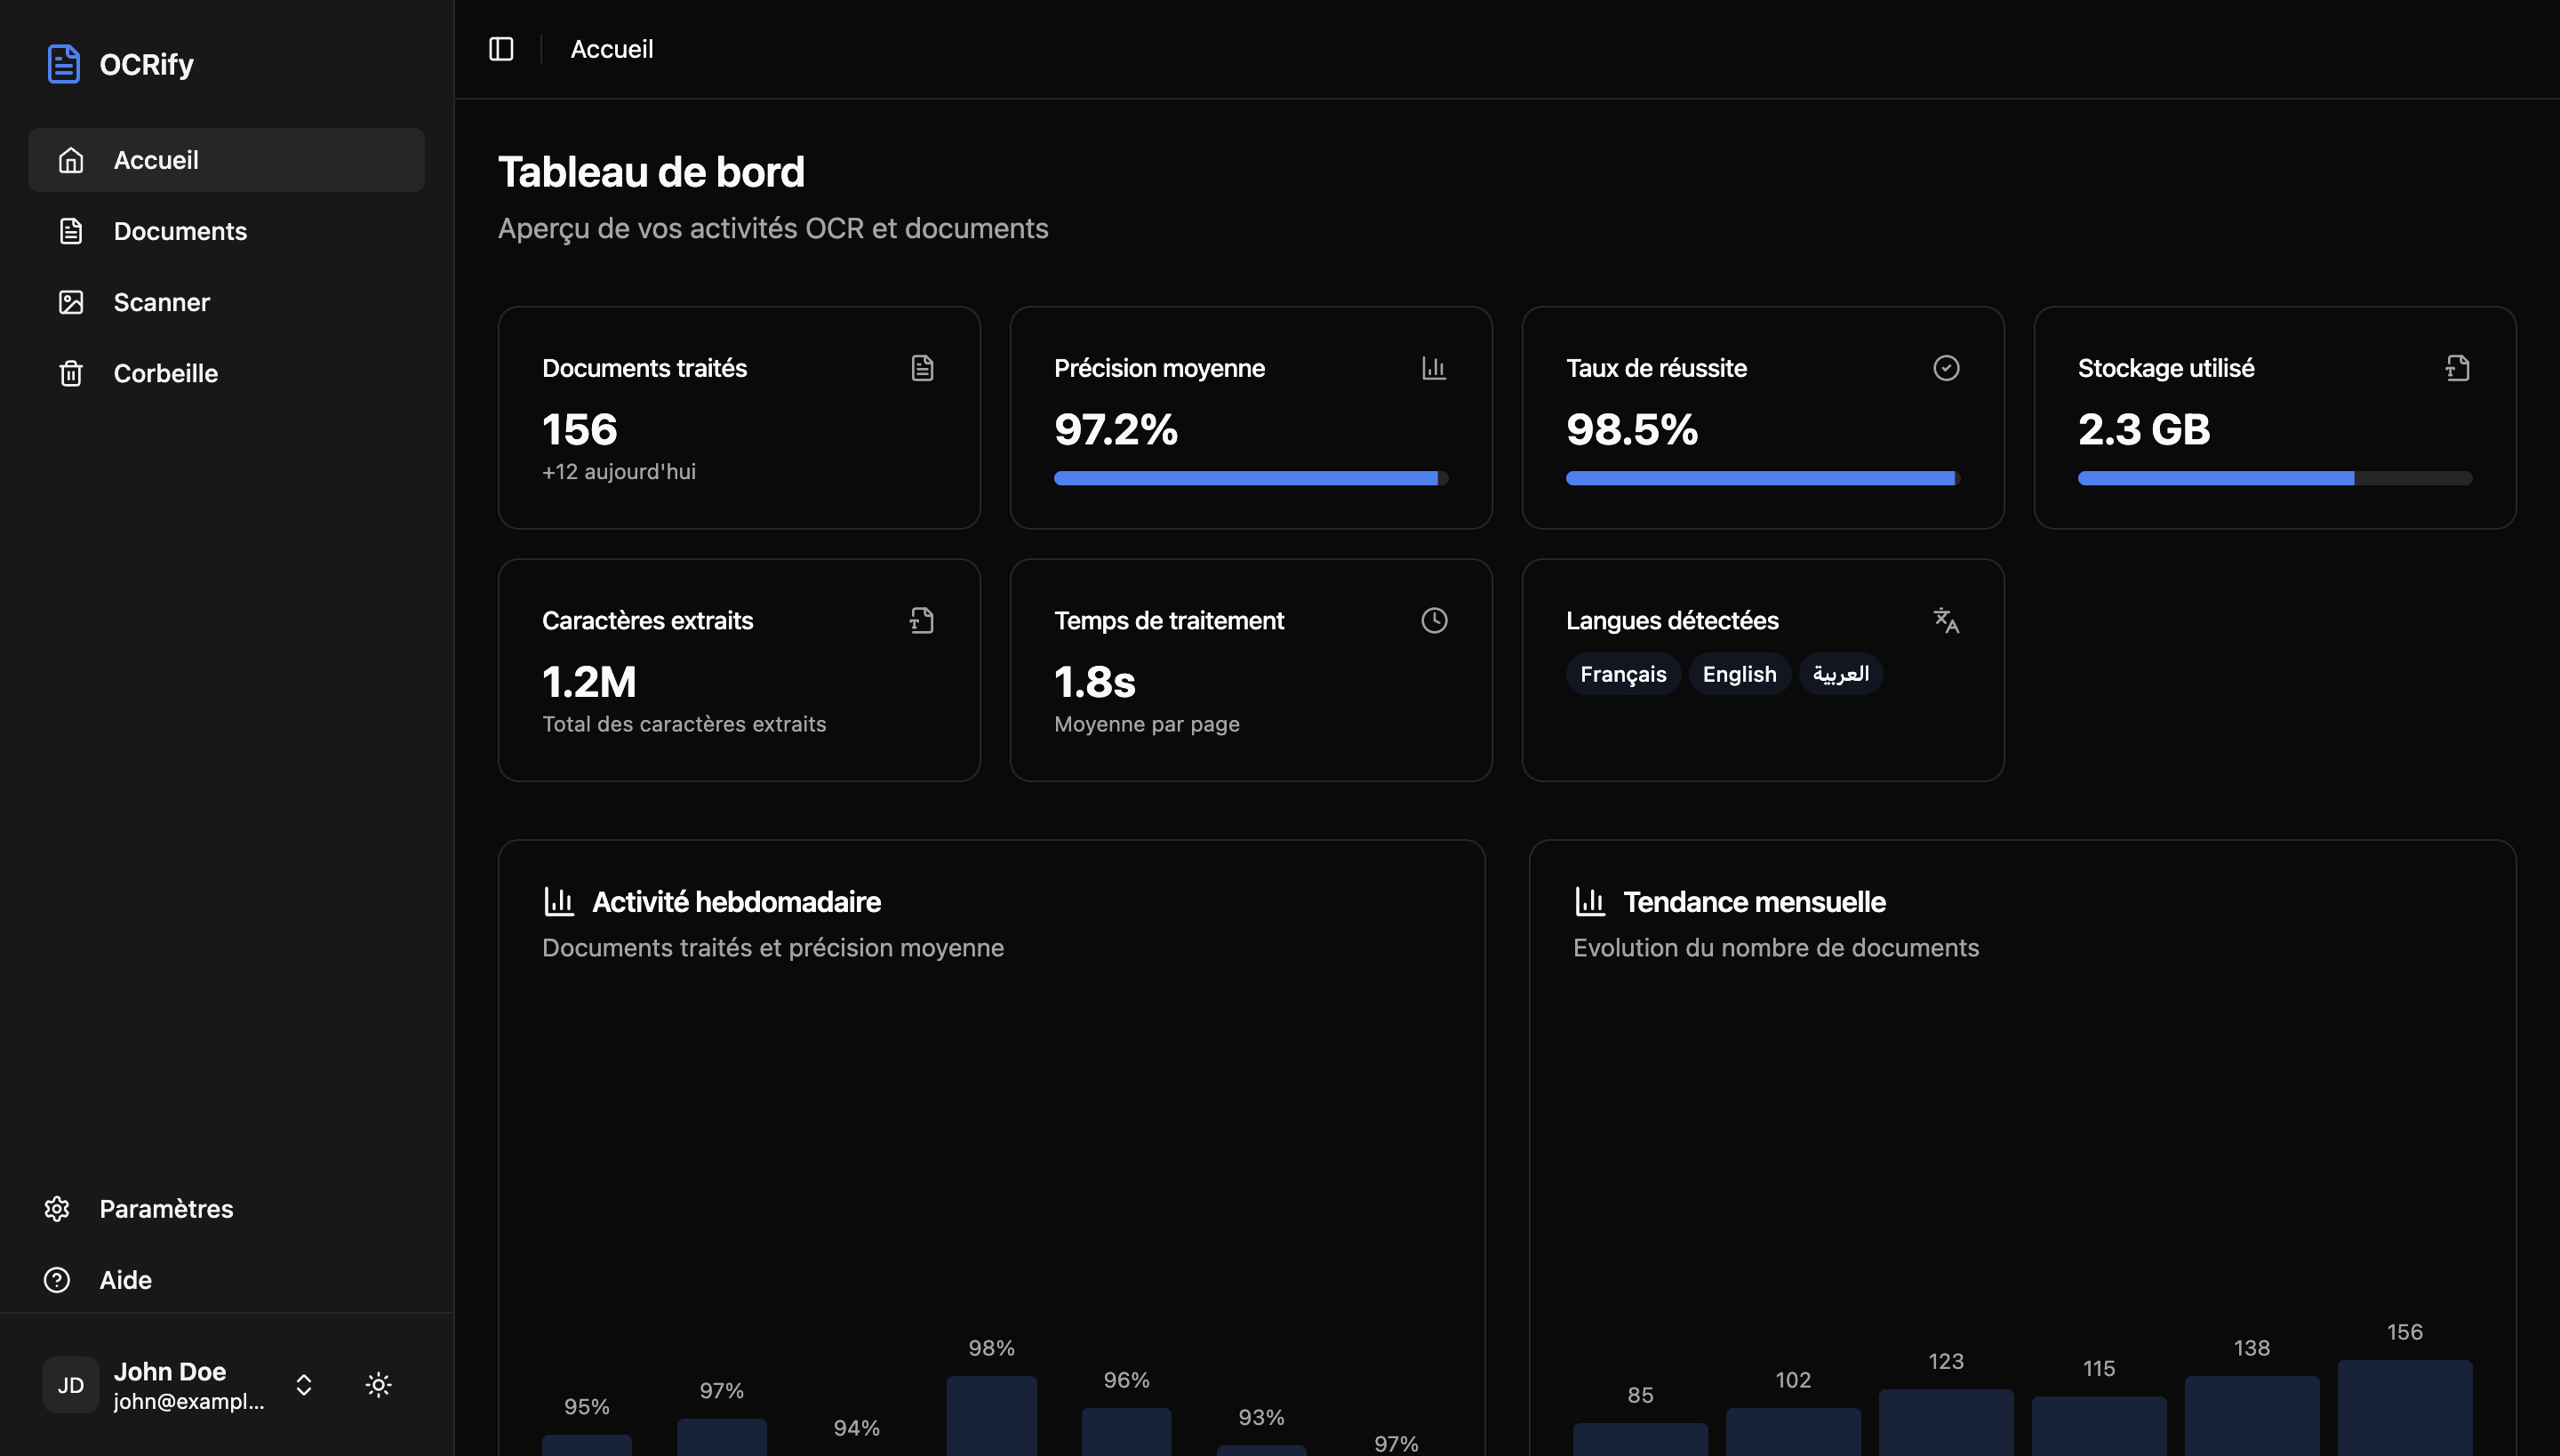 OCRify
Accueil
Documents
Scanner
Corbeille
Paramètres
Aide
JD
John Doe
john@exampl...
Accueil
Tableau de bord
Aperçu de vos activités OCR et documents
Documents traités
156
+12 aujourd'hui
Précision moyenne
97.2%
Taux de réussite
98.5%
Stockage utilisé
2.3 GB
Caractères extraits
1.2M
Total des caractères extraits
Temps de traitement
1.8s
Moyenne par page
Langues détectées
Français English العربية
Activité hebdomadaire
Documents traités et précision moyenne
95% 97% 94% 98% 96% 93% 97%
Tendance mensuelle
Evolution du nombre de documents
85 102 123 115 138 156